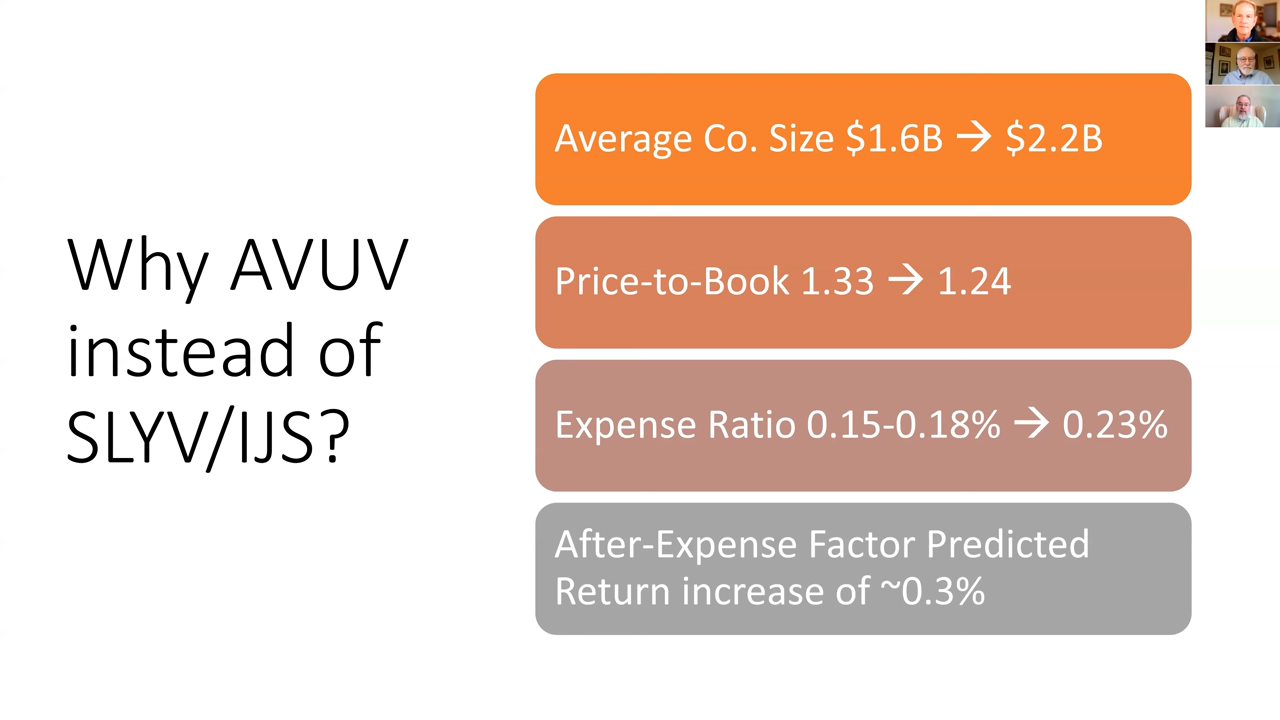 Why AVUV
instead of
SLYV/IJS?
Average Co. Size $1.6B → $2.2B
Price-to-Book 1.33 → 1.24
Expense Ratio 0.15-0.18% → 0.23%
After-Expense Factor Predicted
Return increase of ~0.3%